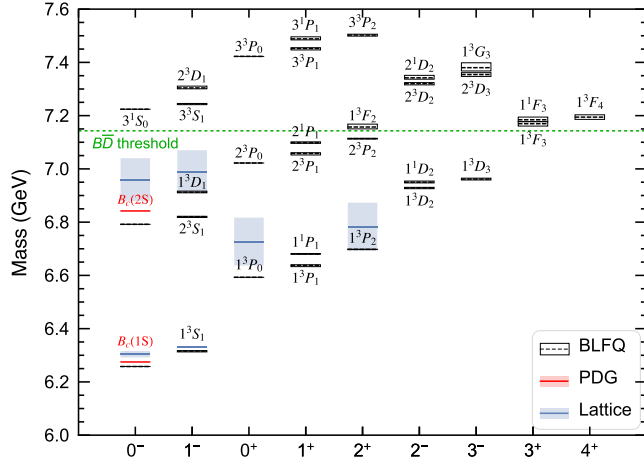 7.6
7.4
7.2
7.0
6.8
6.6
6.4
6.2
6.0
Mass (GeV)
3³P₀
3¹P₁
3³P₁
3³P₂
2³D₁
3¹S₀
3³S₁
2¹D₂
2³D₂
1³G₃
2³D₃
1³F₂
1¹F₃
1³F₃
1³F₄
BD̅ threshold
2³P₀
2¹P₁
2³P₁
2³P₂
B_c(2S)
1³D₁
2³S₁
1¹D₂
1³D₂
1³D₃
1³P₀
1¹P₁
1³P₁
1³P₂
B_c(1S)
1³S₁
BLFQ
PDG
Lattice
0⁻ 1⁻ 0⁺ 1⁺ 2⁺ 2⁻ 3⁻ 3⁺ 4⁺